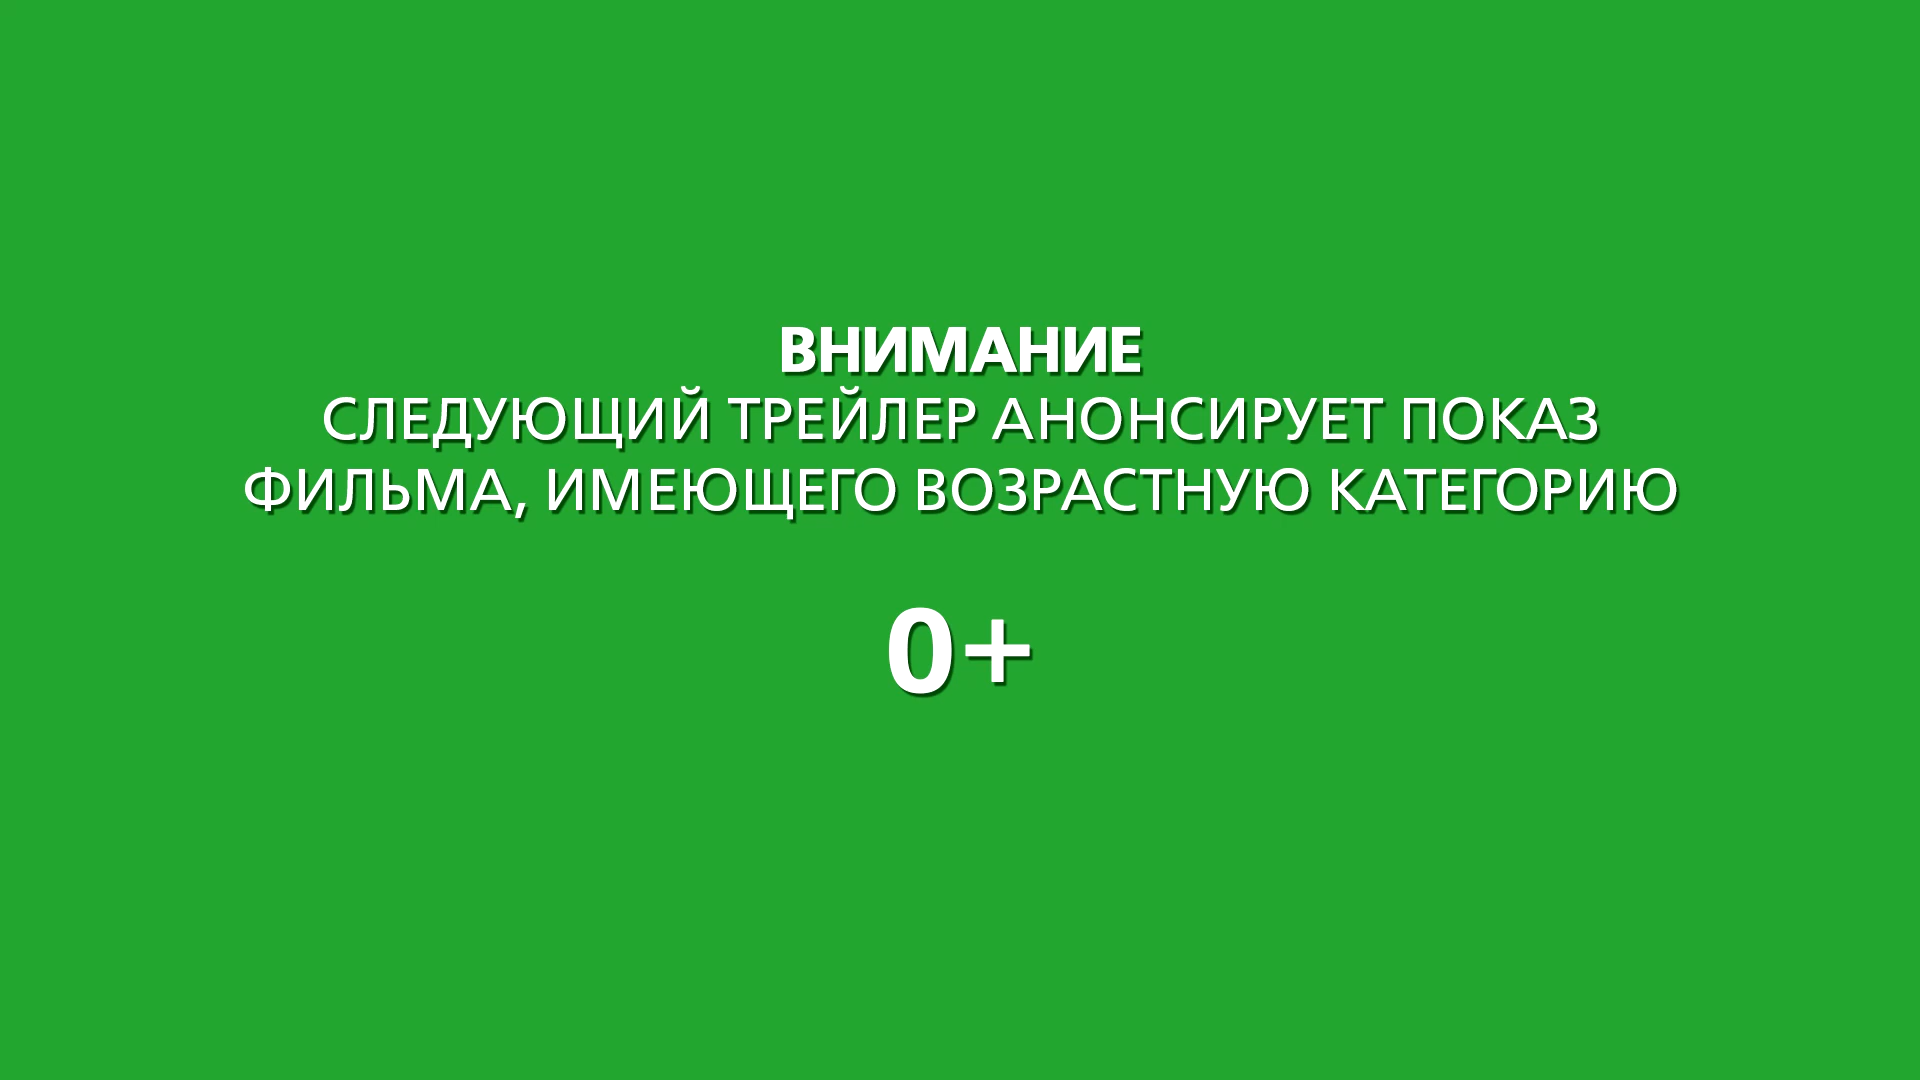 ВНИМАНИЕ
СЛЕДУЮЩИЙ ТРЕЙЛЕР АНОНСИРУЕТ ПОКАЗ
ФИЛЬМА, ИМЕЮЩЕГО ВОЗРАСТНУЮ КАТЕГОРИЮ
0+